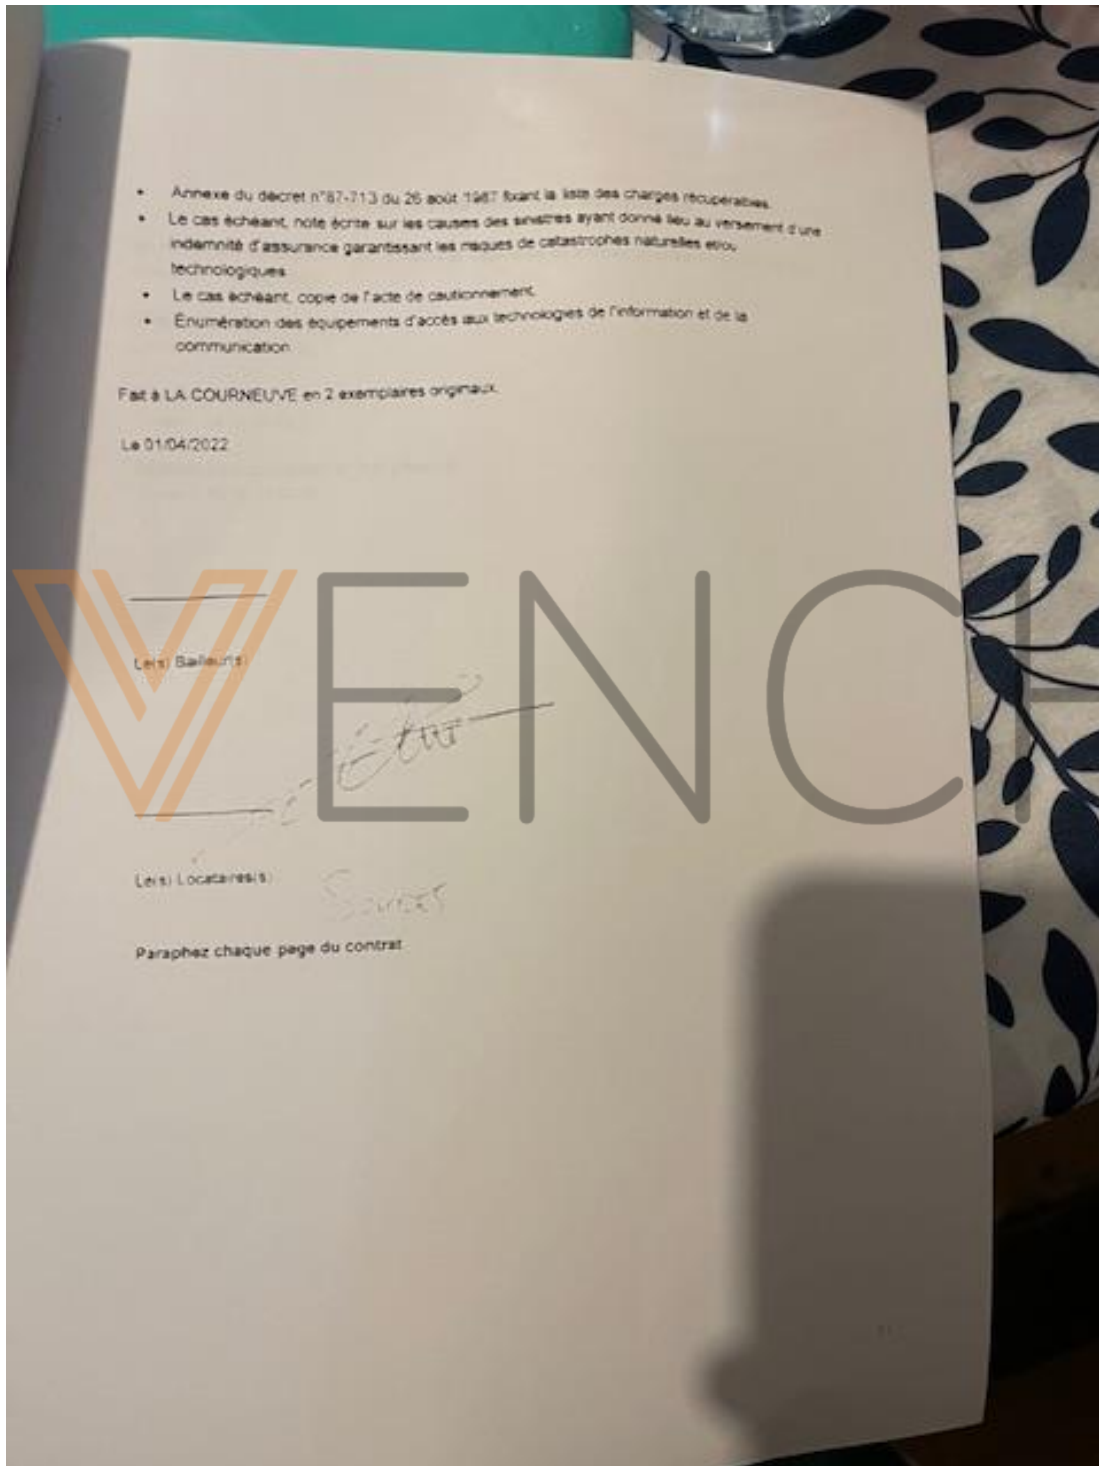 • Annexe du décret n°87-713 du 26 août 1987 fixant la liste des charges récupérables.
• Le cas échéant, note écrite sur les causes des sinistres ayant donné lieu au versement d'une
indemnité d'assurance garantissant les risques de catastrophes naturelles et/ou
technologiques
• Le cas échéant, copie de l'acte de cautionnement.
• Énumération des équipements d'accès aux technologies de l'information et de la
communication
Fait à LA COURNEUVE en 2 exemplaires originaux.
Le 01/04/2022
VENCH
Le(s) Bailleur(s)
Le(s) Locataires(s)
Paraphez chaque page du contrat